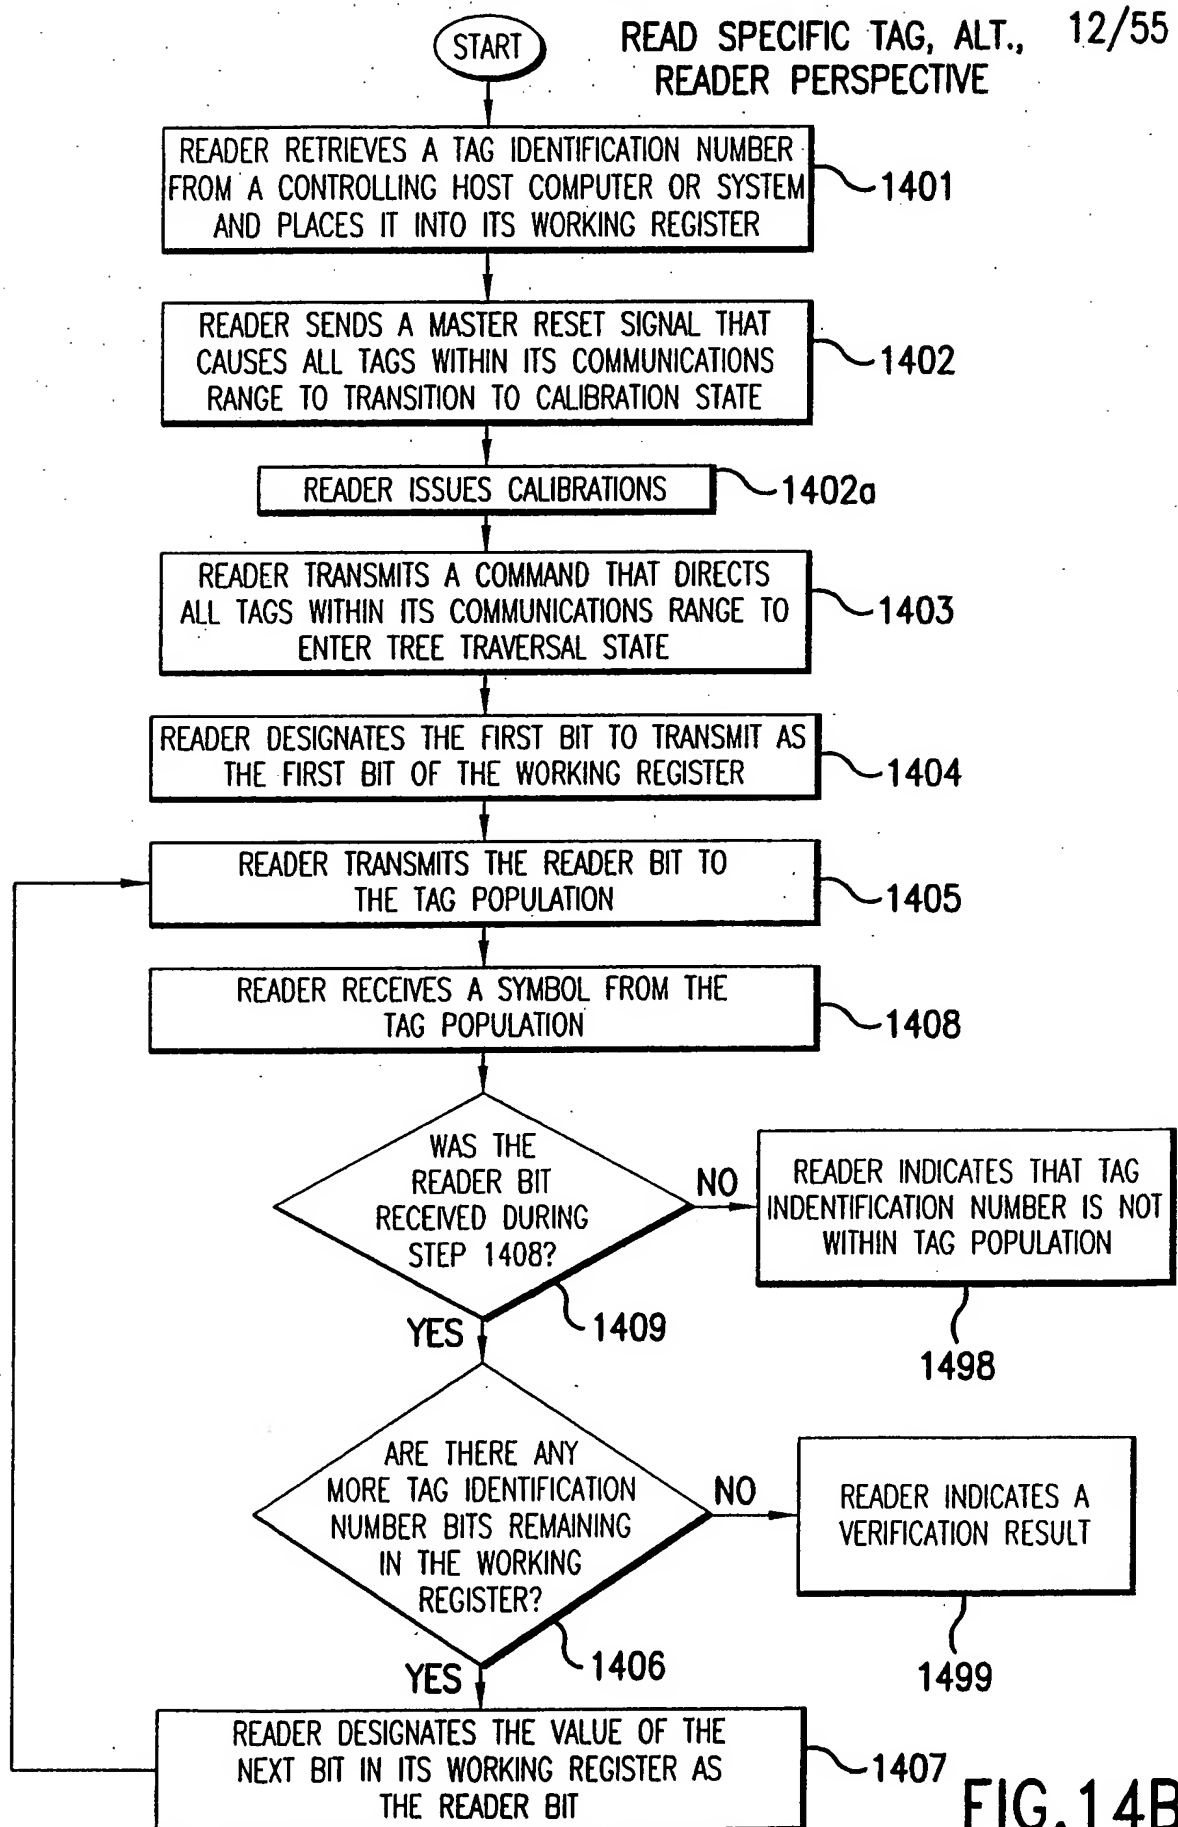 START
READ SPECIFIC TAG, ALT.,
READER PERSPECTIVE
12/55
READER RETRIEVES A TAG IDENTIFICATION NUMBER
FROM A CONTROLLING HOST COMPUTER OR SYSTEM
AND PLACES IT INTO ITS WORKING REGISTER
1401
READER SENDS A MASTER RESET SIGNAL THAT
CAUSES ALL TAGS WITHIN ITS COMMUNICATIONS
RANGE TO TRANSITION TO CALIBRATION STATE
1402
READER ISSUES CALIBRATIONS
1402a
READER TRANSMITS A COMMAND THAT DIRECTS
ALL TAGS WITHIN ITS COMMUNICATIONS RANGE TO
ENTER TREE TRAVERSAL STATE
1403
READER DESIGNATES THE FIRST BIT TO TRANSMIT AS
THE FIRST BIT OF THE WORKING REGISTER
1404
READER TRANSMITS THE READER BIT TO
THE TAG POPULATION
1405
READER RECEIVES A SYMBOL FROM THE
TAG POPULATION
1408
WAS THE
READER BIT
RECEIVED DURING
STEP 1408?
1409
NO
READER INDICATES THAT TAG
INDENTIFICATION NUMBER IS NOT
WITHIN TAG POPULATION
1498
YES
ARE THERE ANY
MORE TAG IDENTIFICATION
NUMBER BITS REMAINING
IN THE WORKING
REGISTER?
1406
NO
READER INDICATES A
VERIFICATION RESULT
1499
YES
READER DESIGNATES THE VALUE OF THE
NEXT BIT IN ITS WORKING REGISTER AS
THE READER BIT
1407
FIG.14B